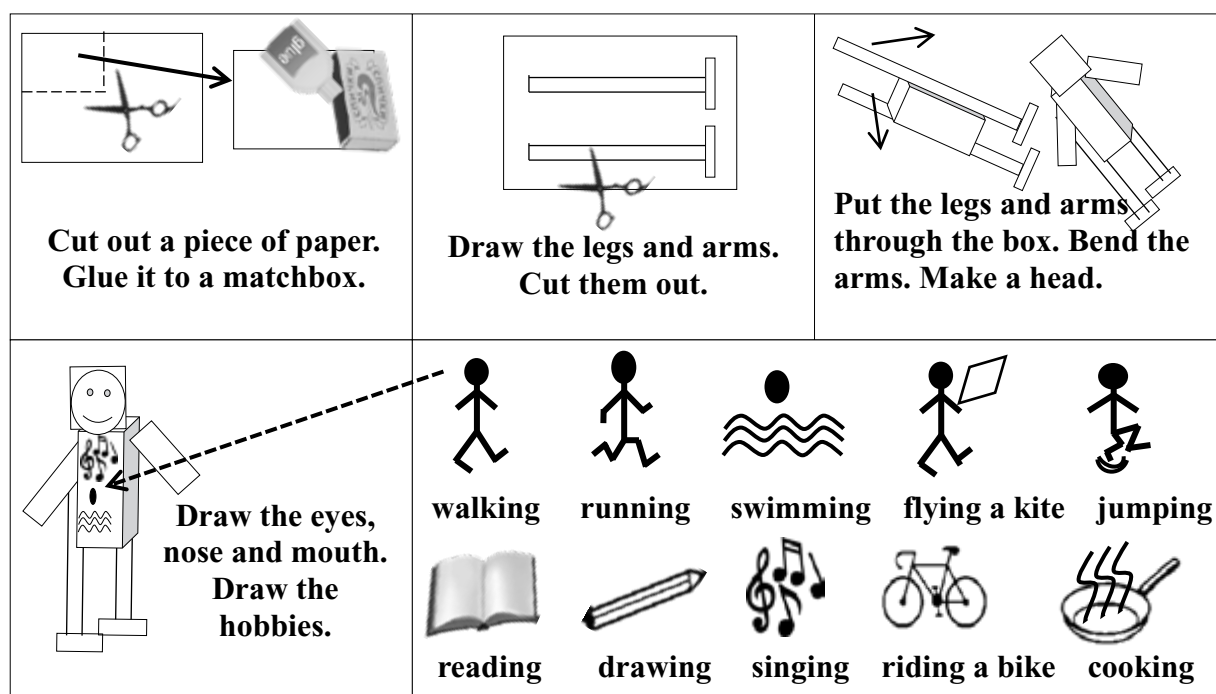 glue
Cut out a piece of paper.
Glue it to a matchbox.
Draw the legs and arms.
Cut them out.
Put the legs and arms
through the box. Bend the
arms. Make a head.
Draw the eyes,
nose and mouth.
Draw the
hobbies.
walking running swimming flying a kite jumping
reading drawing singing riding a bike cooking